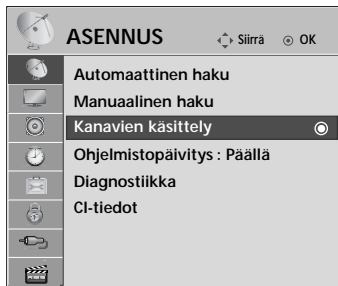 ASENNUS Siirrä OK
Automaattinen haku
Manuaalinen haku
Kanavien käsittely
Ohjelmistopäivitys : Päällä
Diagnostiikka
CI-tiedot